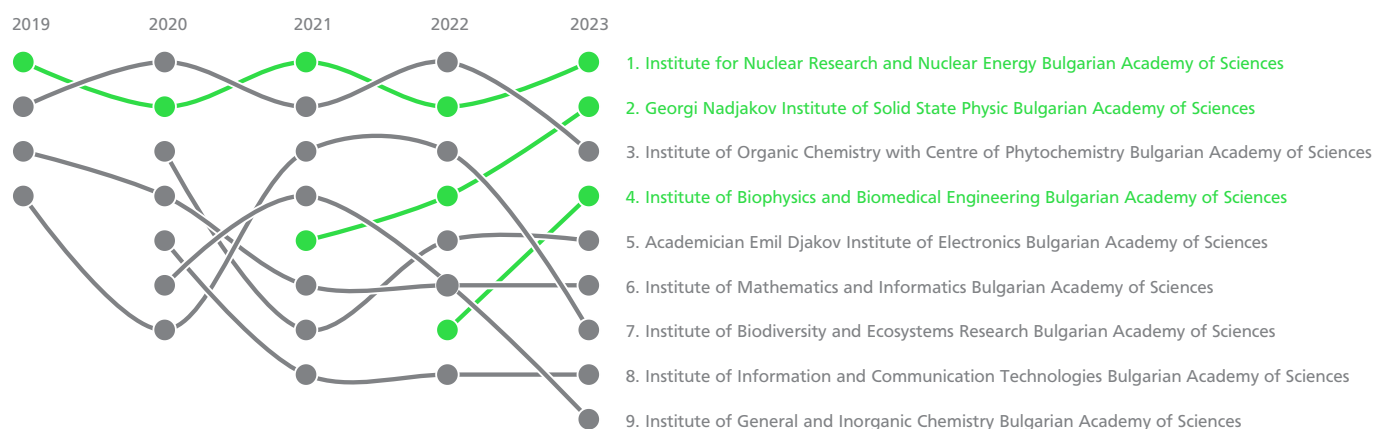 2019 2020 2021 2022 2023
1. Institute for Nuclear Research and Nuclear Energy Bulgarian Academy of Sciences
2. Georgi Nadjakov Institute of Solid State Physic Bulgarian Academy of Sciences
3. Institute of Organic Chemistry with Centre of Phytochemistry Bulgarian Academy of Sciences
4. Institute of Biophysics and Biomedical Engineering Bulgarian Academy of Sciences
5. Academician Emil Djakov Institute of Electronics Bulgarian Academy of Sciences
6. Institute of Mathematics and Informatics Bulgarian Academy of Sciences
7. Institute of Biodiversity and Ecosystems Research Bulgarian Academy of Sciences
8. Institute of Information and Communication Technologies Bulgarian Academy of Sciences
9. Institute of General and Inorganic Chemistry Bulgarian Academy of Sciences